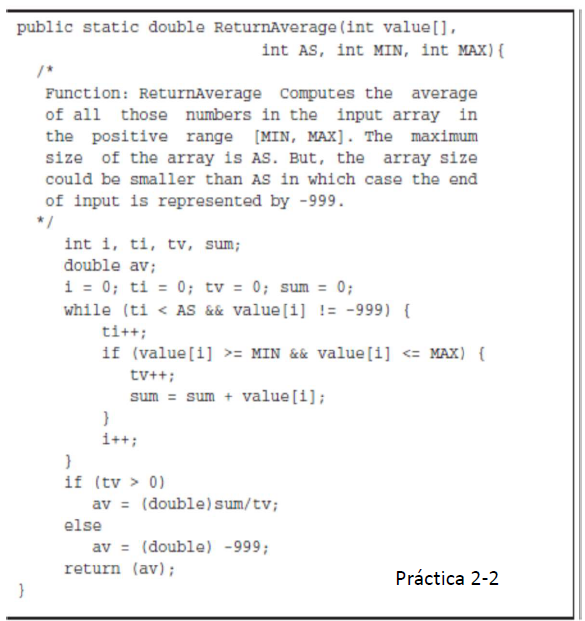 public static double ReturnAverage(int value[],
int AS, int MIN, int MAX){
/*
Function: ReturnAverage Computes the average
of all those numbers in the input array in
the positive range [MIN, MAX]. The maximum
size of the array is AS. But, the array size
could be smaller than AS in which case the end
of input is represented by -999.
*/
int i, ti, tv, sum;
double av;
i = 0; ti = 0; tv = 0; sum = 0;
while (ti < AS && value[i] != -999) {
ti++;
if (value[i] >= MIN && value[i] <= MAX) {
tv++;
sum = sum + value[i];
}
i++;
}
if (tv > 0)
av = (double)sum/tv;
else
av = (double) -999;
return (av);
}
Práctica 2-2